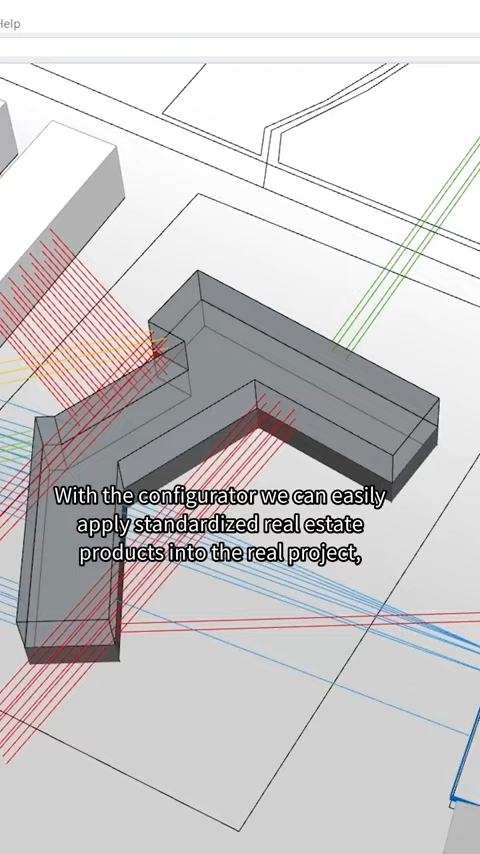 Help
With the configurator we can easily
apply standardized real estate
products into the real project,